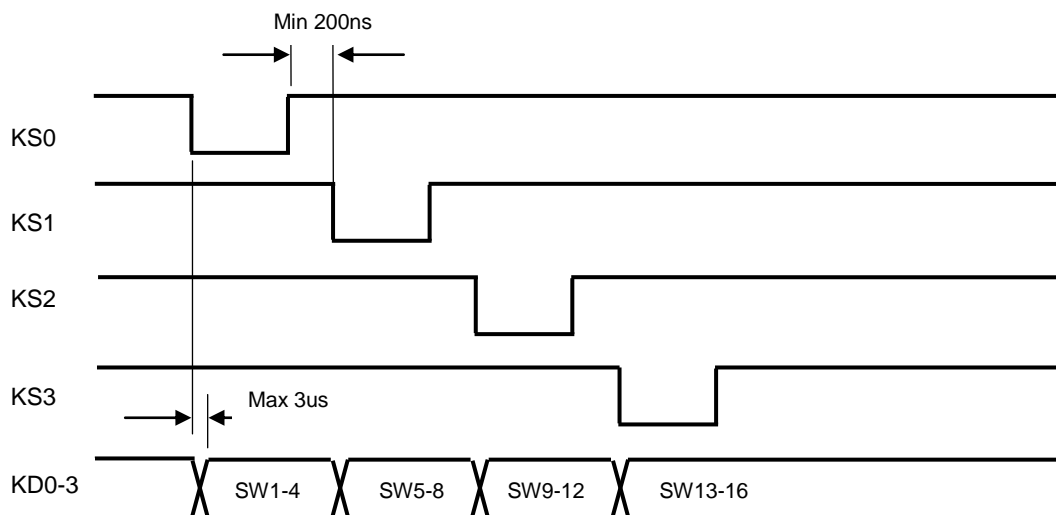 Min 200ns
KS0
KS1
KS2
KS3
Max 3us
KD0-3
SW1-4
SW5-8
SW9-12
SW13-16